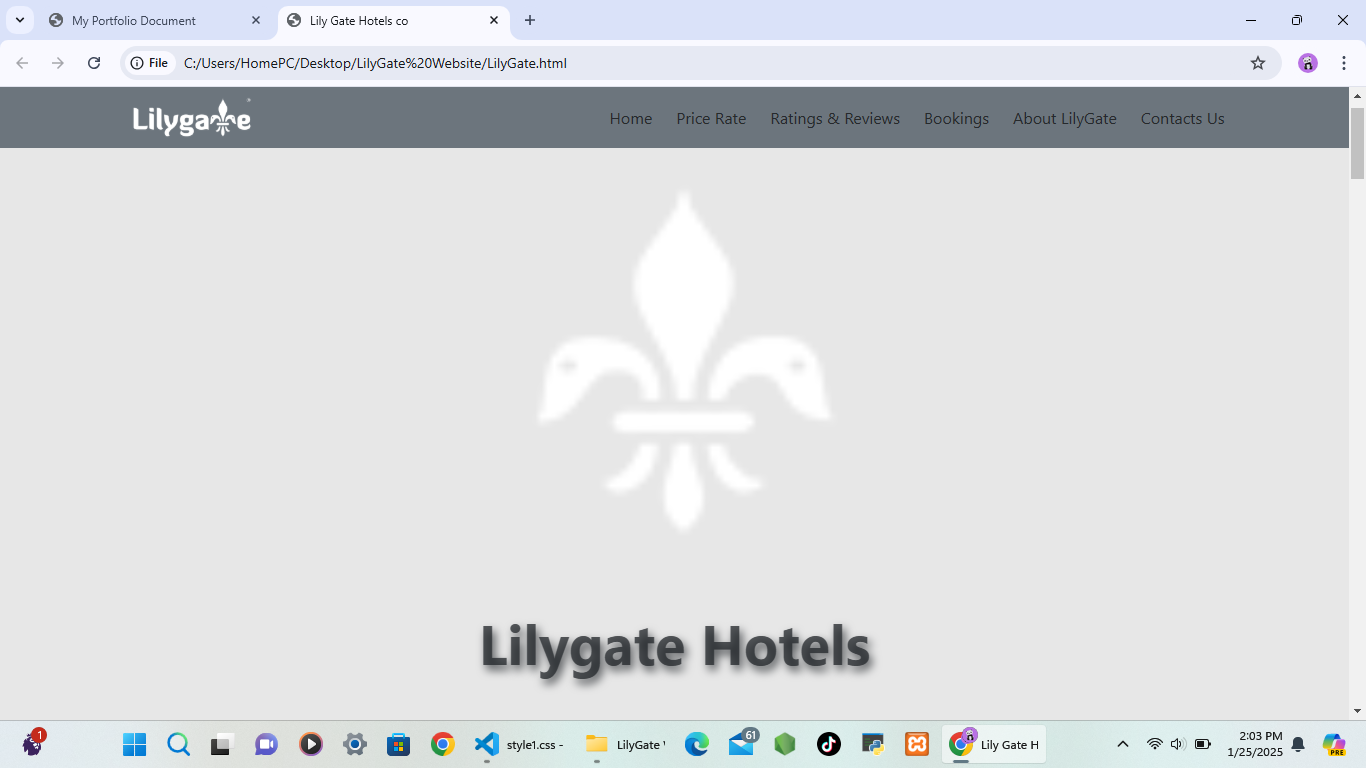 My Portfolio Document
Lily Gate Hotels co
File
C:/Users/HomePC/Desktop/LilyGate%20Website/LilyGate.html
Lilygate
Home
Price Rate
Ratings & Reviews
Bookings
About LilyGate
Contacts Us
Lilygate Hotels
1
style1.css -
LilyGate
61
Lily Gate H
2:03 PM
1/25/2025
PRE